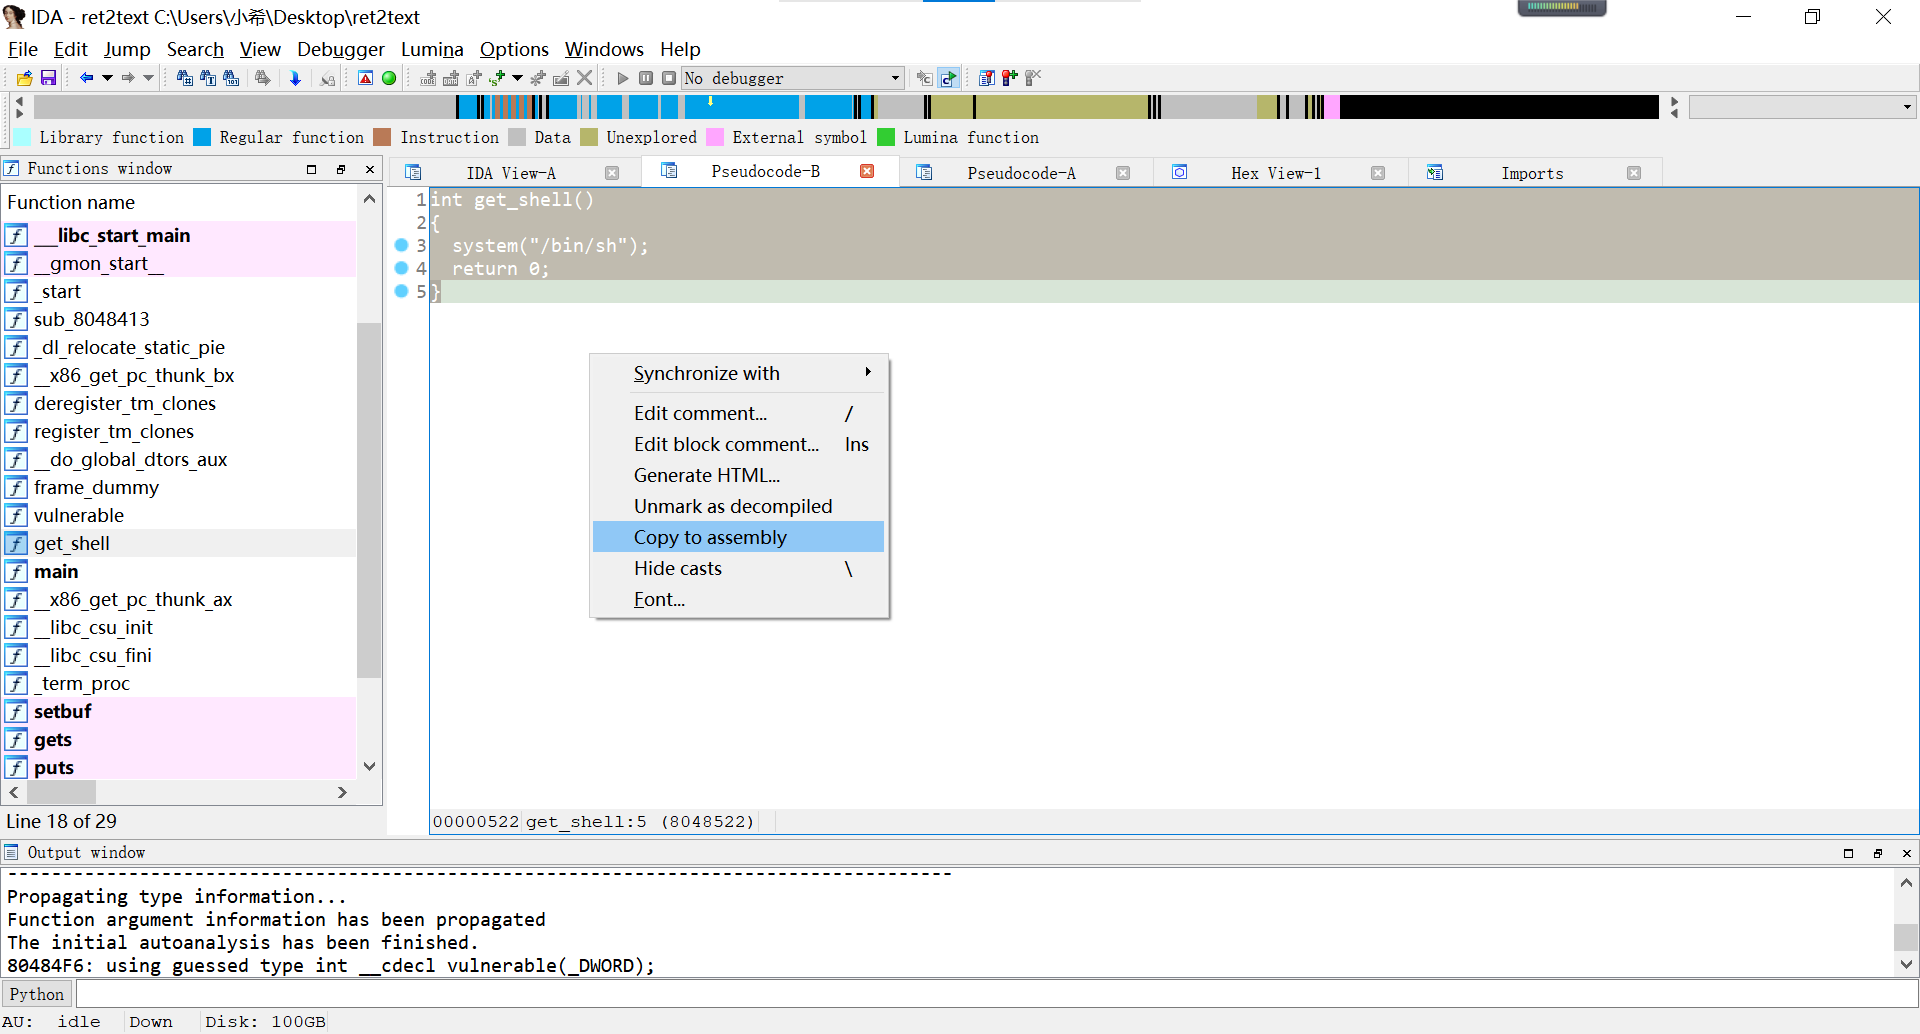 IDA - ret2text C:\Users\小希\Desktop\ret2text
File Edit Jump Search View Debugger Lumina Options Windows Help
No debugger
Library function Regular function Instruction Data Unexplored External symbol Lumina function
Functions window
IDA View-A Pseudocode-B Pseudocode-A Hex View-1 Imports
Function name
__libc_start_main
__gmon_start__
_start
sub_8048413
_dl_relocate_static_pie
__x86_get_pc_thunk_bx
deregister_tm_clones
register_tm_clones
__do_global_dtors_aux
frame_dummy
vulnerable
get_shell
main
__x86_get_pc_thunk_ax
__libc_csu_init
__libc_csu_fini
_term_proc
setbuf
gets
puts
Line 18 of 29
1 int get_shell()
2 {
3 system("/bin/sh");
4 return 0;
5 }
Synchronize with
Edit comment... /
Edit block comment... Ins
Generate HTML...
Unmark as decompiled
Copy to assembly
Hide casts \
Font...
00000522 get_shell:5 (8048522)
Output window
Propagating type information...
Function argument information has been propagated
The initial autoanalysis has been finished.
80484F6: using guessed type int __cdecl vulnerable(_DWORD);
Python
AU: idle Down Disk: 100GB